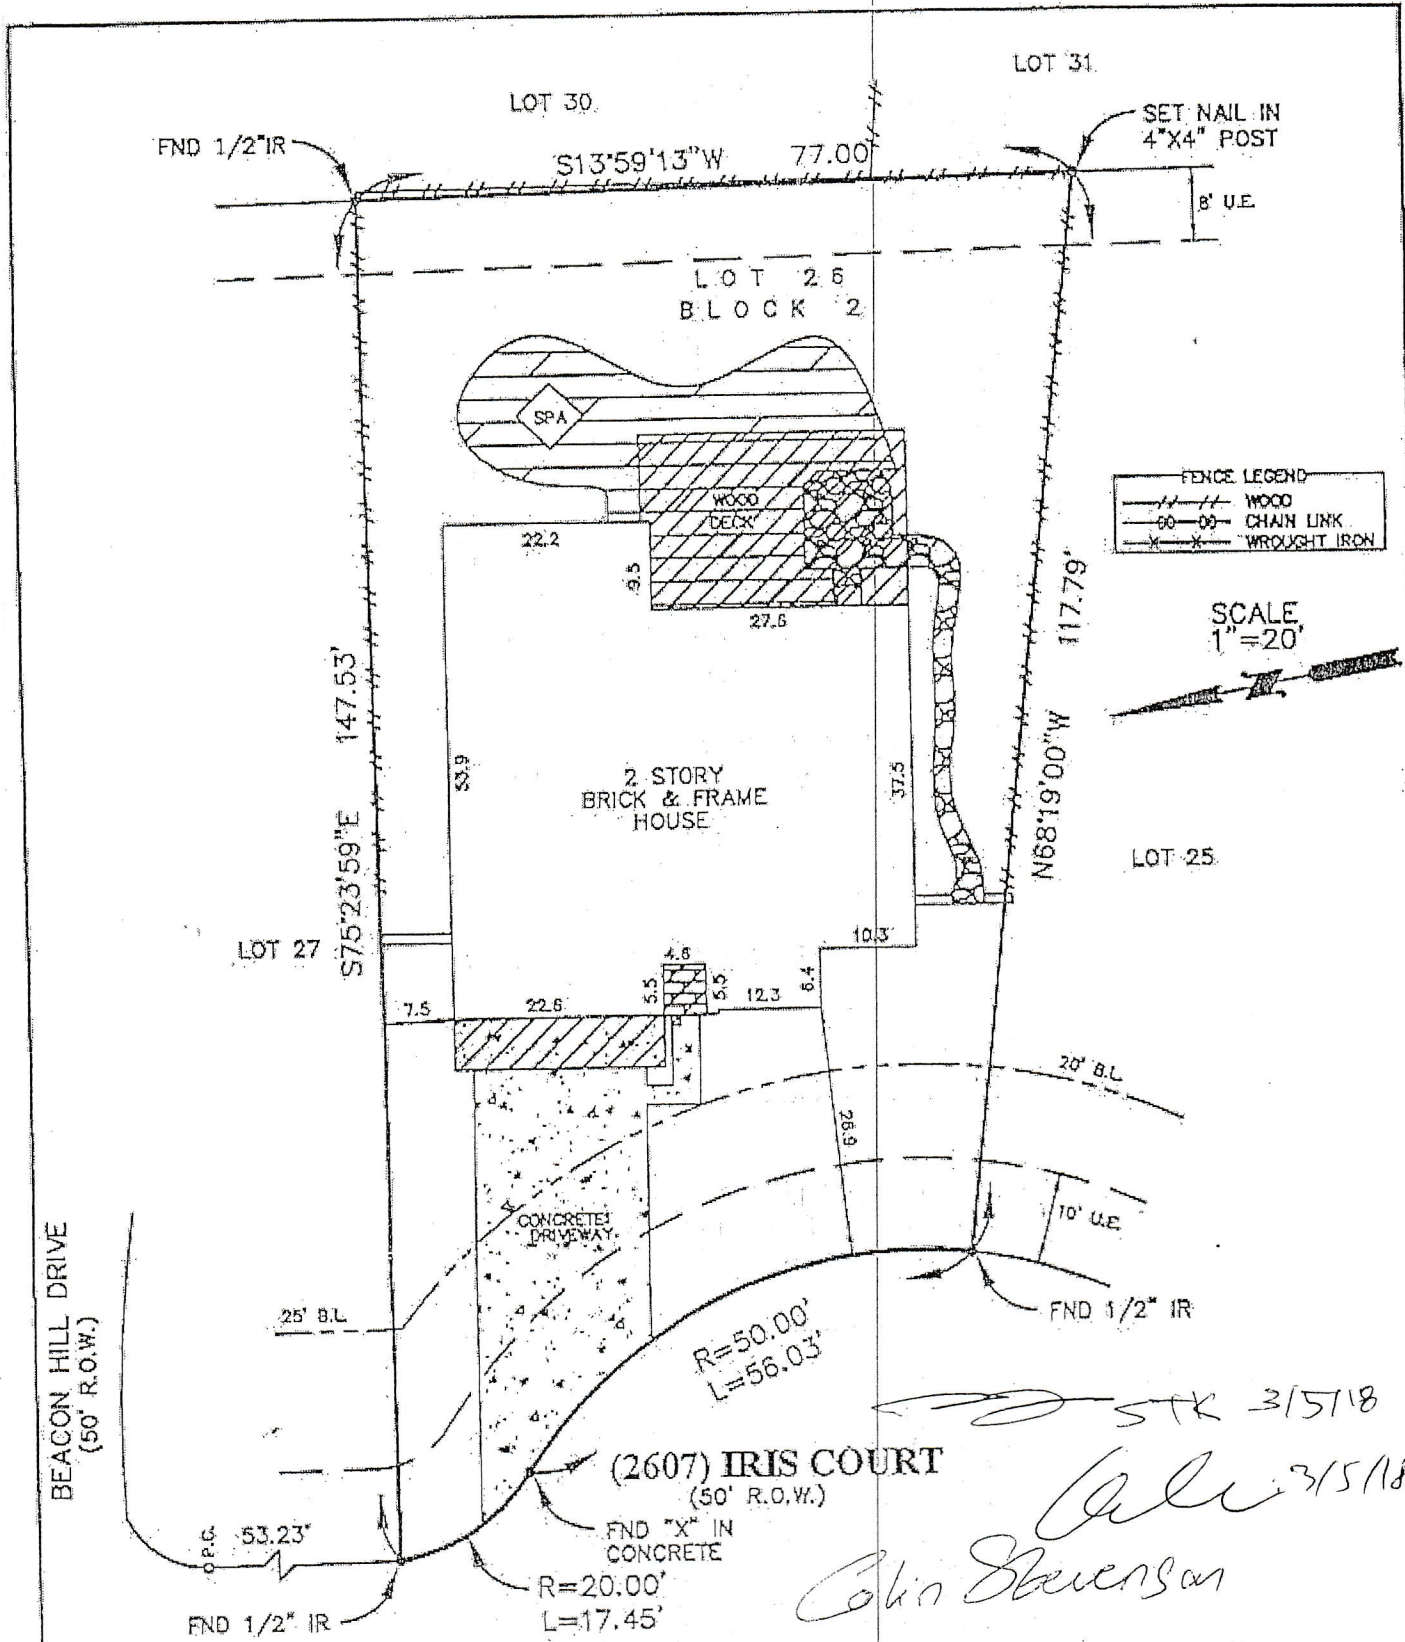 LOT 31
LOT 30
SET NAIL IN
4"X4" POST
FND 1/2"IR
S13°59'13"W 77.00'
8' U.E.
LOT 26
BLOCK 2
SPA
WOOD
DECK
FENCE LEGEND
WOOD
CHAIN LINK
WROUGHT IRON
22.2
9.5
27.6
SCALE
1"=20'
S75°23'59"E 147.53'
N68°19'00"W 117.79'
53.9
2 STORY
BRICK & FRAME
HOUSE
37.5
LOT 25
LOT 27
10.3
4.6
5.5
5.5
12.3
6.4
7.5
22.6
20' B.L.
26.9
10' U.E.
CONCRETE
DRIVEWAY
BEACON HILL DRIVE
(50' R.O.W.)
25' B.L.
FND 1/2" IR
R=50.00'
L=56.03'
STK 3/5/18
3/5/18
(2607) IRIS COURT
(50' R.O.W.)
P.C. 53.23'
FND "X" IN
CONCRETE
R=20.00'
L=17.45'
FND 1/2" IR
Colin Stevenson